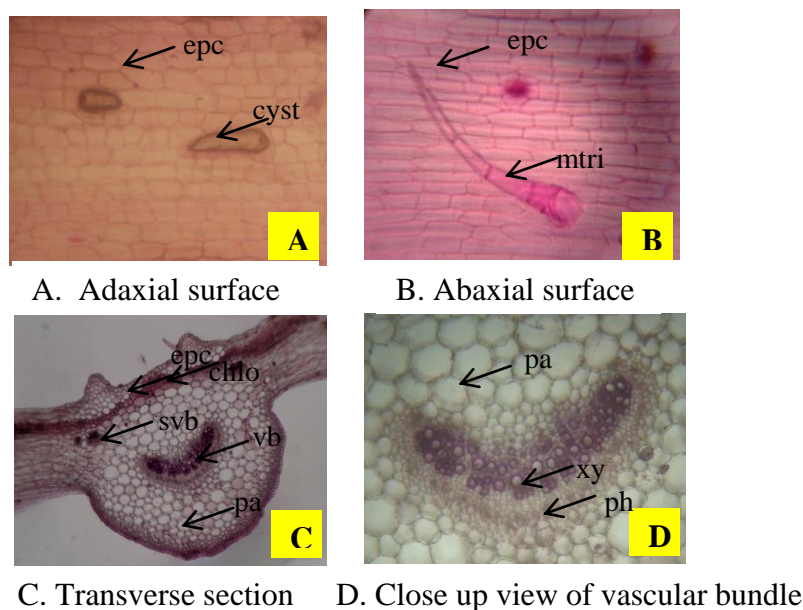 epc
cyst
A
epc
mtri
B
A. Adaxial surface
B. Abaxial surface
epc
chlo
svb
vb
pa
C
pa
xy
ph
D
C. Transverse section
D. Close up view of vascular bundle